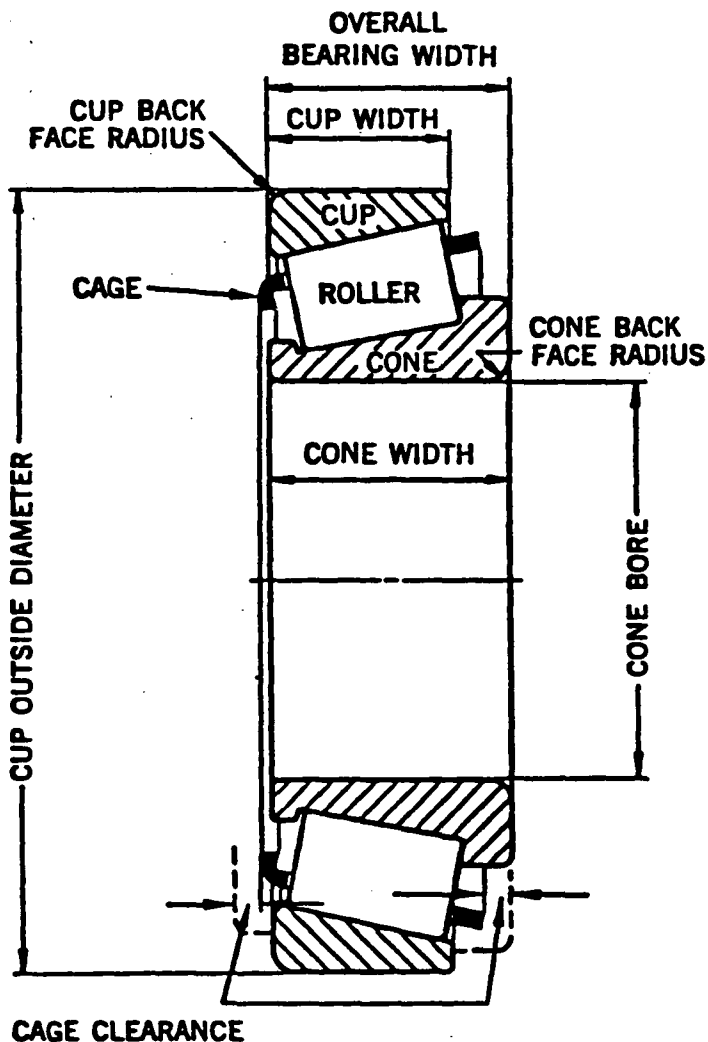 OVERALL
BEARING WIDTH
CUP BACK
FACE RADIUS
CUP WIDTH
CUP
CAGE
ROLLER
CONE BACK
FACE RADIUS
CONE
CONE WIDTH
CUP OUTSIDE DIAMETER
CONE BORE
CAGE CLEARANCE